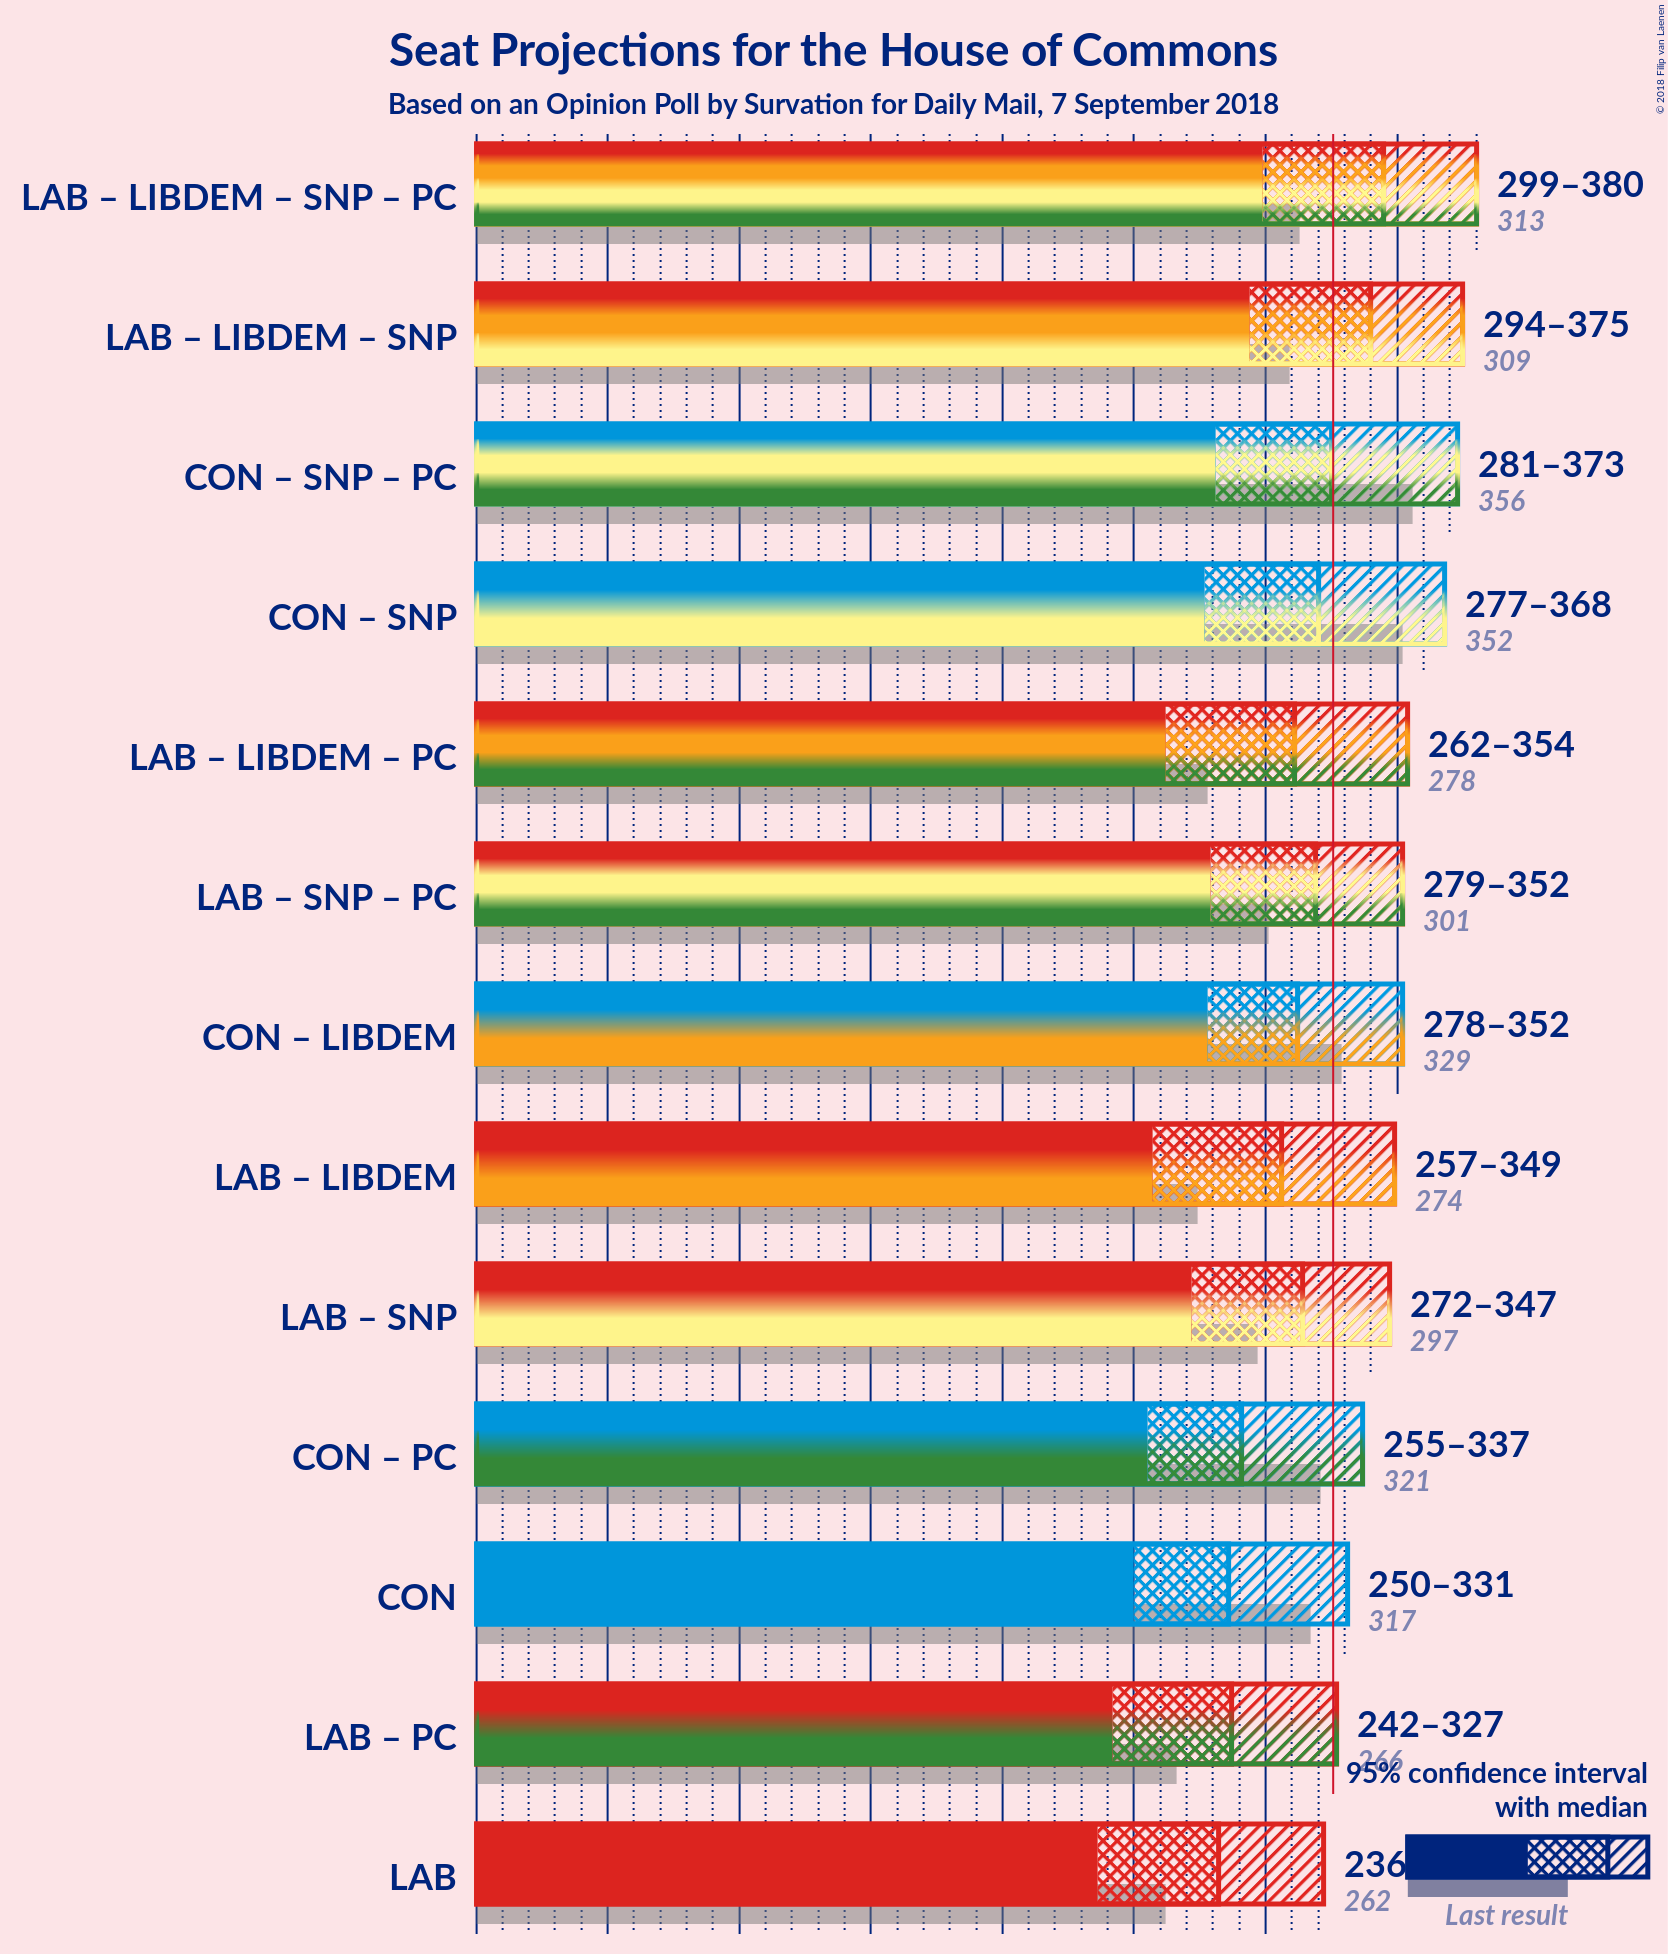 Seat Projections for the House of Commons
Based on an Opinion Poll by Survation for Daily Mail, 7 September 2018
© 2018 Filip van Laenen
LAB – LIBDEM – SNP – PC
299–380
313
LAB – LIBDEM – SNP
294–375
309
CON – SNP – PC
281–373
356
CON – SNP
277–368
352
LAB – LIBDEM – PC
262–354
278
LAB – SNP – PC
279–352
301
CON – LIBDEM
278–352
329
LAB – LIBDEM
257–349
274
LAB – SNP
272–347
297
CON – PC
255–337
321
CON
250–331
317
LAB – PC
242–327
266
95% confidence interval
with median
LAB
236
262
Last result